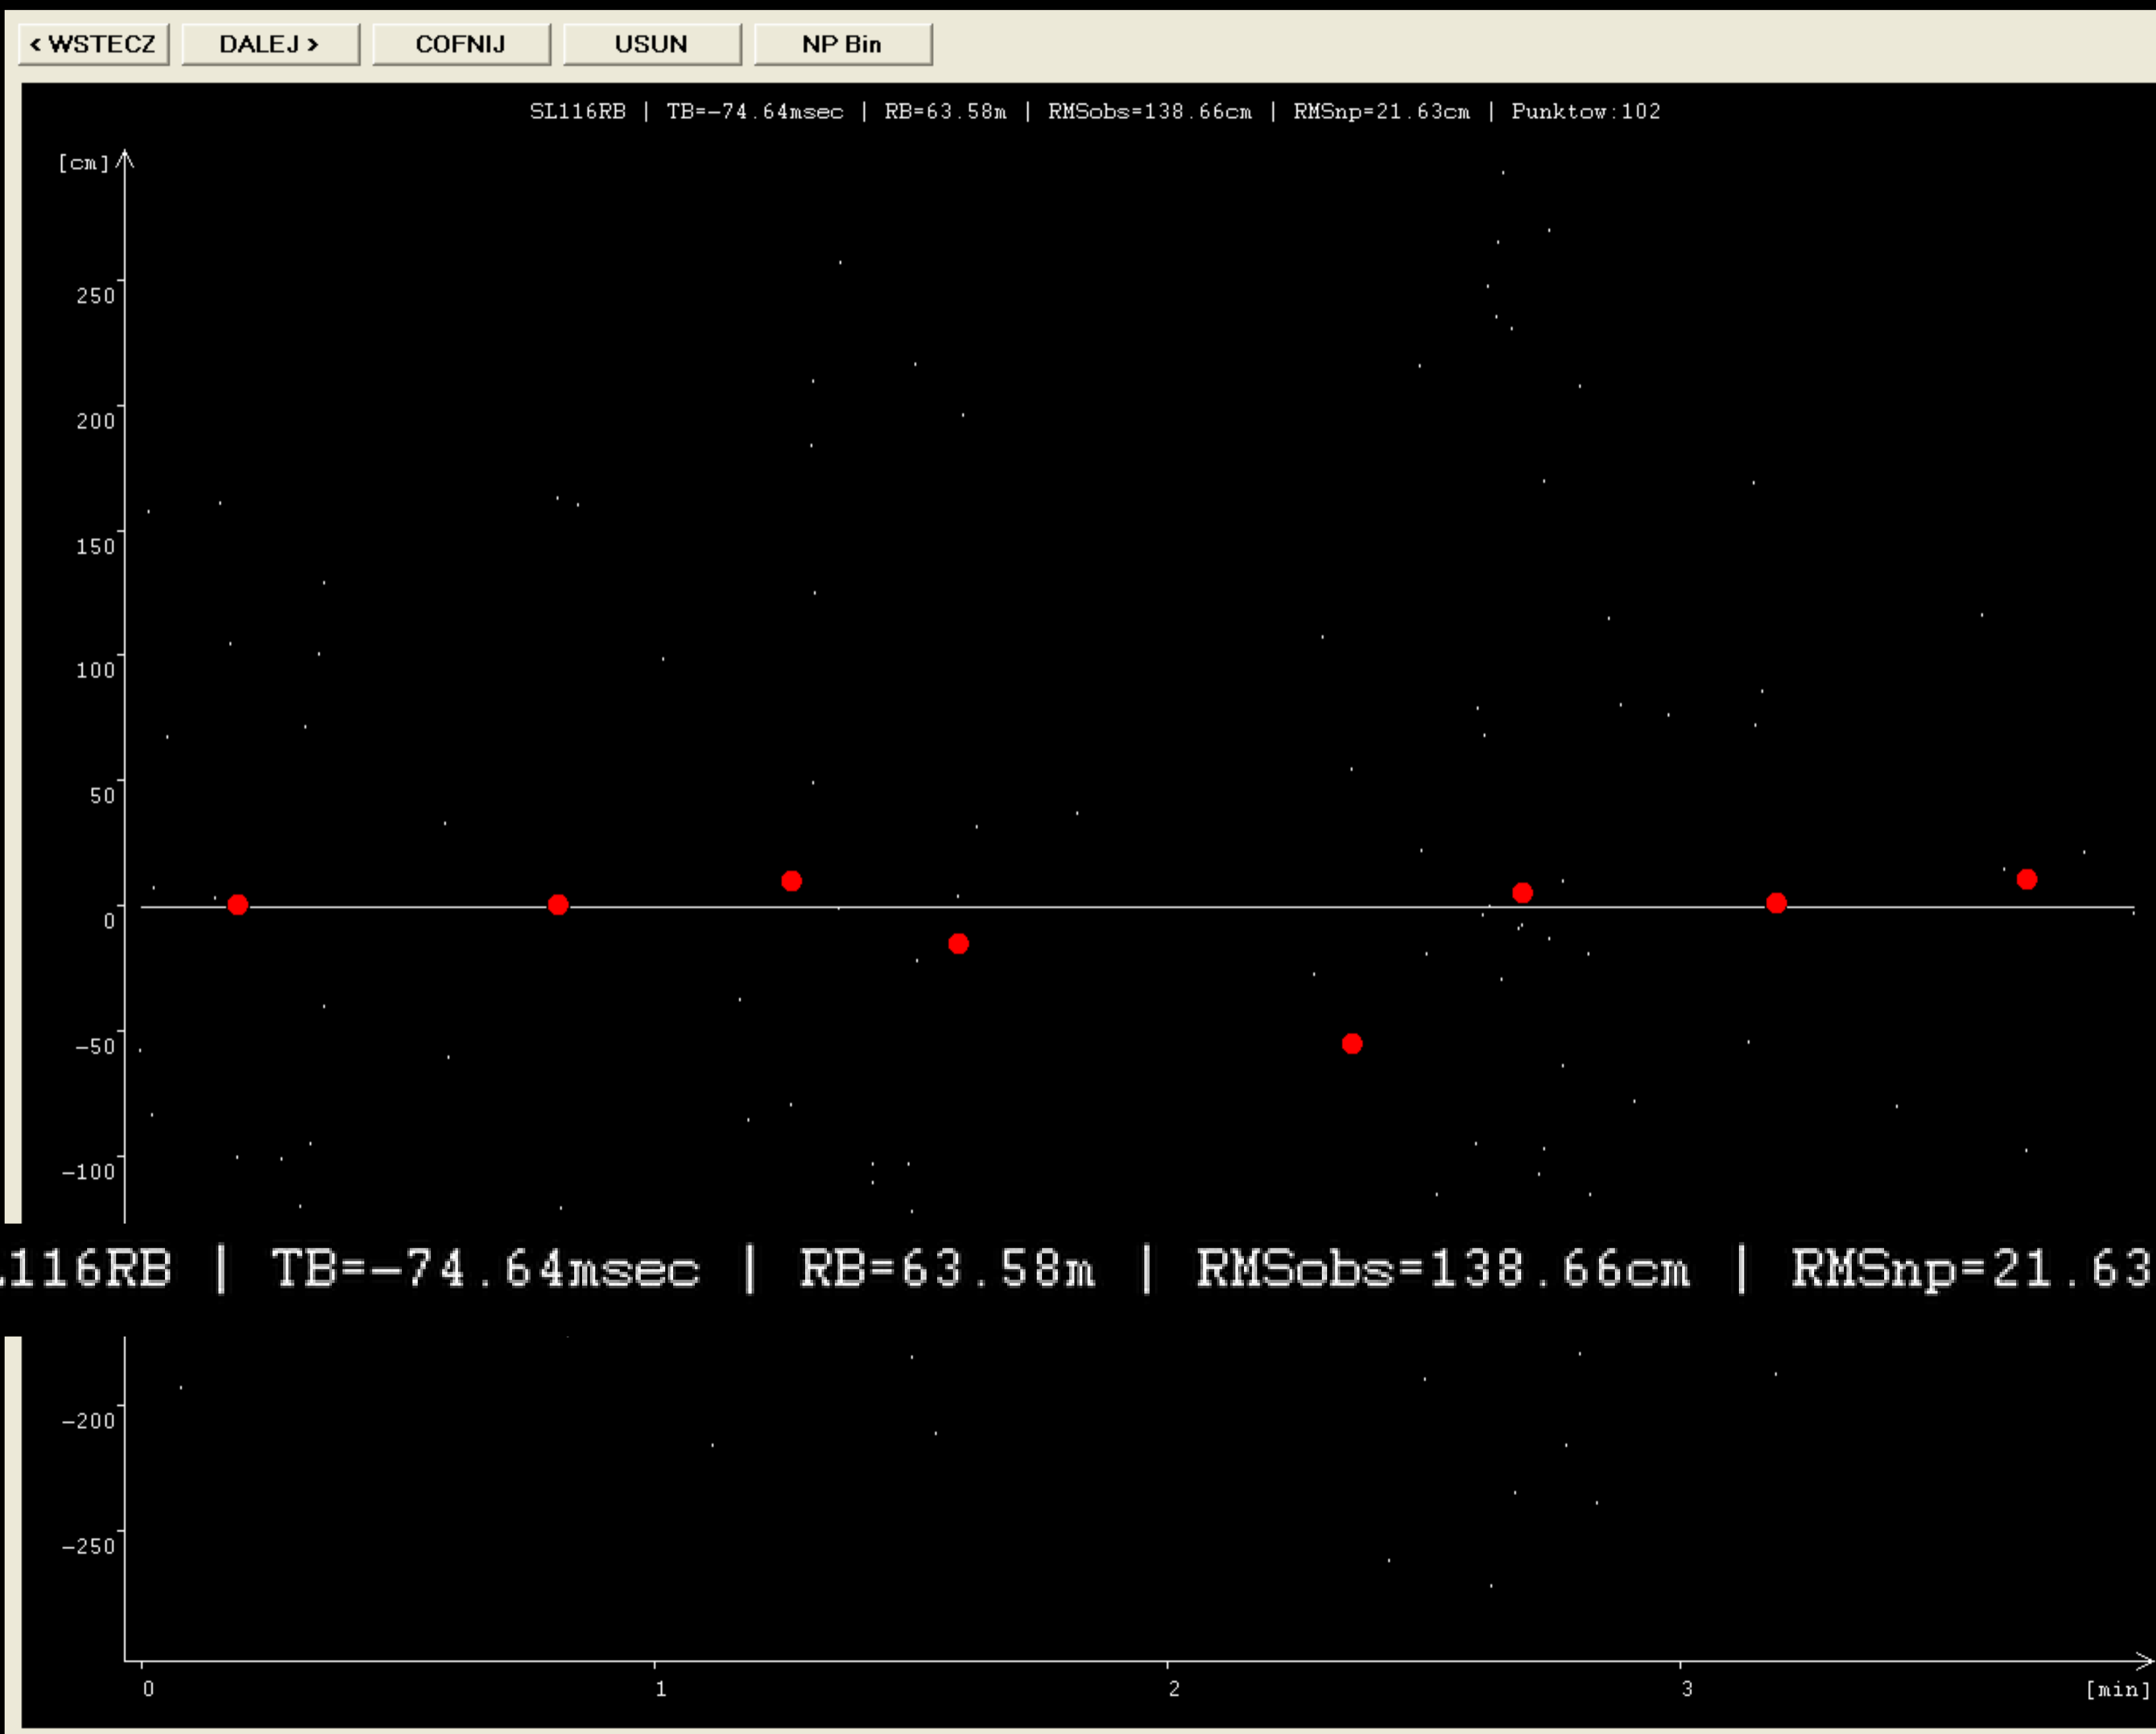 < WSTECZ DALEJ > COFNIJ USUN NP Bin
SL116RB | TB=-74.64msec | RB=63.58m | RMSobs=138.66cm | RMSnp=21.63cm | Punktow:102
[cm]
250
200
150
100
50
0
-50
-100
116RB | TB=-74.64msec | RB=63.58m | RMSobs=138.66cm | RMSnp=21.63
-200
-250
0 1 2 3 [min]